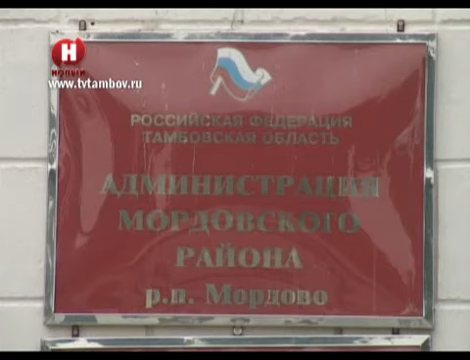 Н
НОВЫЙ
www.tvtambov.ru
РОССИЙСКАЯ ФЕДЕРАЦИЯ
ТАМБОВСКАЯ ОБЛАСТЬ
АДМИНИСТРАЦИЯ
МОРДОВСКОГО
РАЙОНА
р.п. Мордово